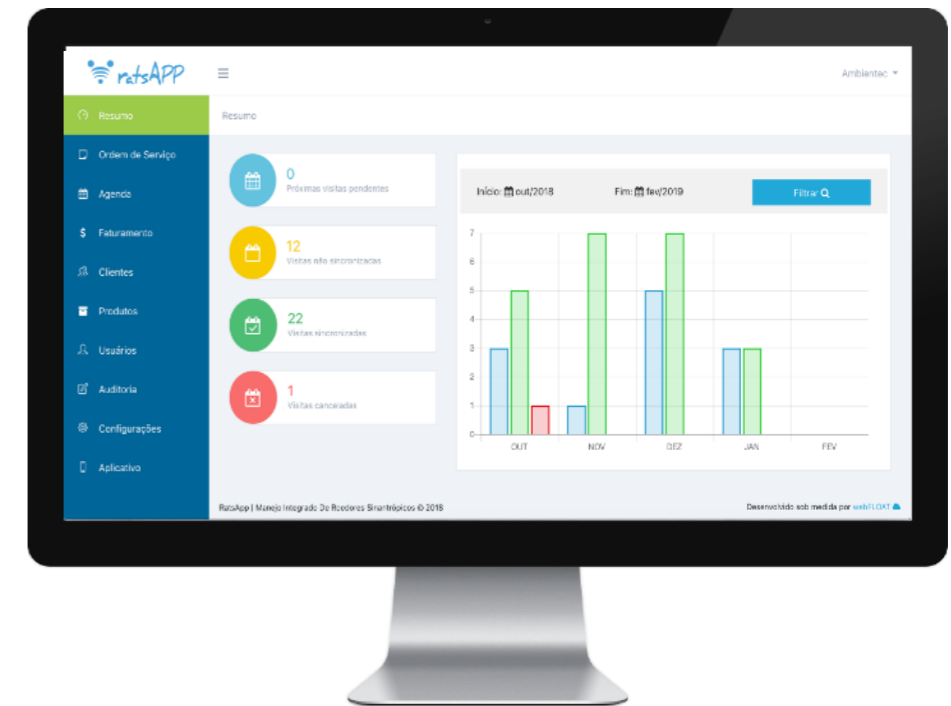 ratsAPP
Ambientec
Resumo
Resumo
Ordem de Serviço
Agenda
Faturamento
Clientes
Produtos
Usuários
Auditoria
Configurações
Aplicativo
0
Próximas visitas pendentes
12
Visitas não sincronizadas
22
Visitas sincronizadas
1
Visitas canceladas
Início: out/2018
Fim: fev/2019
Filtrar
7
6
5
4
3
2
1
0
OUT
NOV
DEZ
JAN
FEV
RatsApp | Manejo Integrado De Roedores Sinantrópicos © 2018
Desenvolvido sob medida por webFLOAT